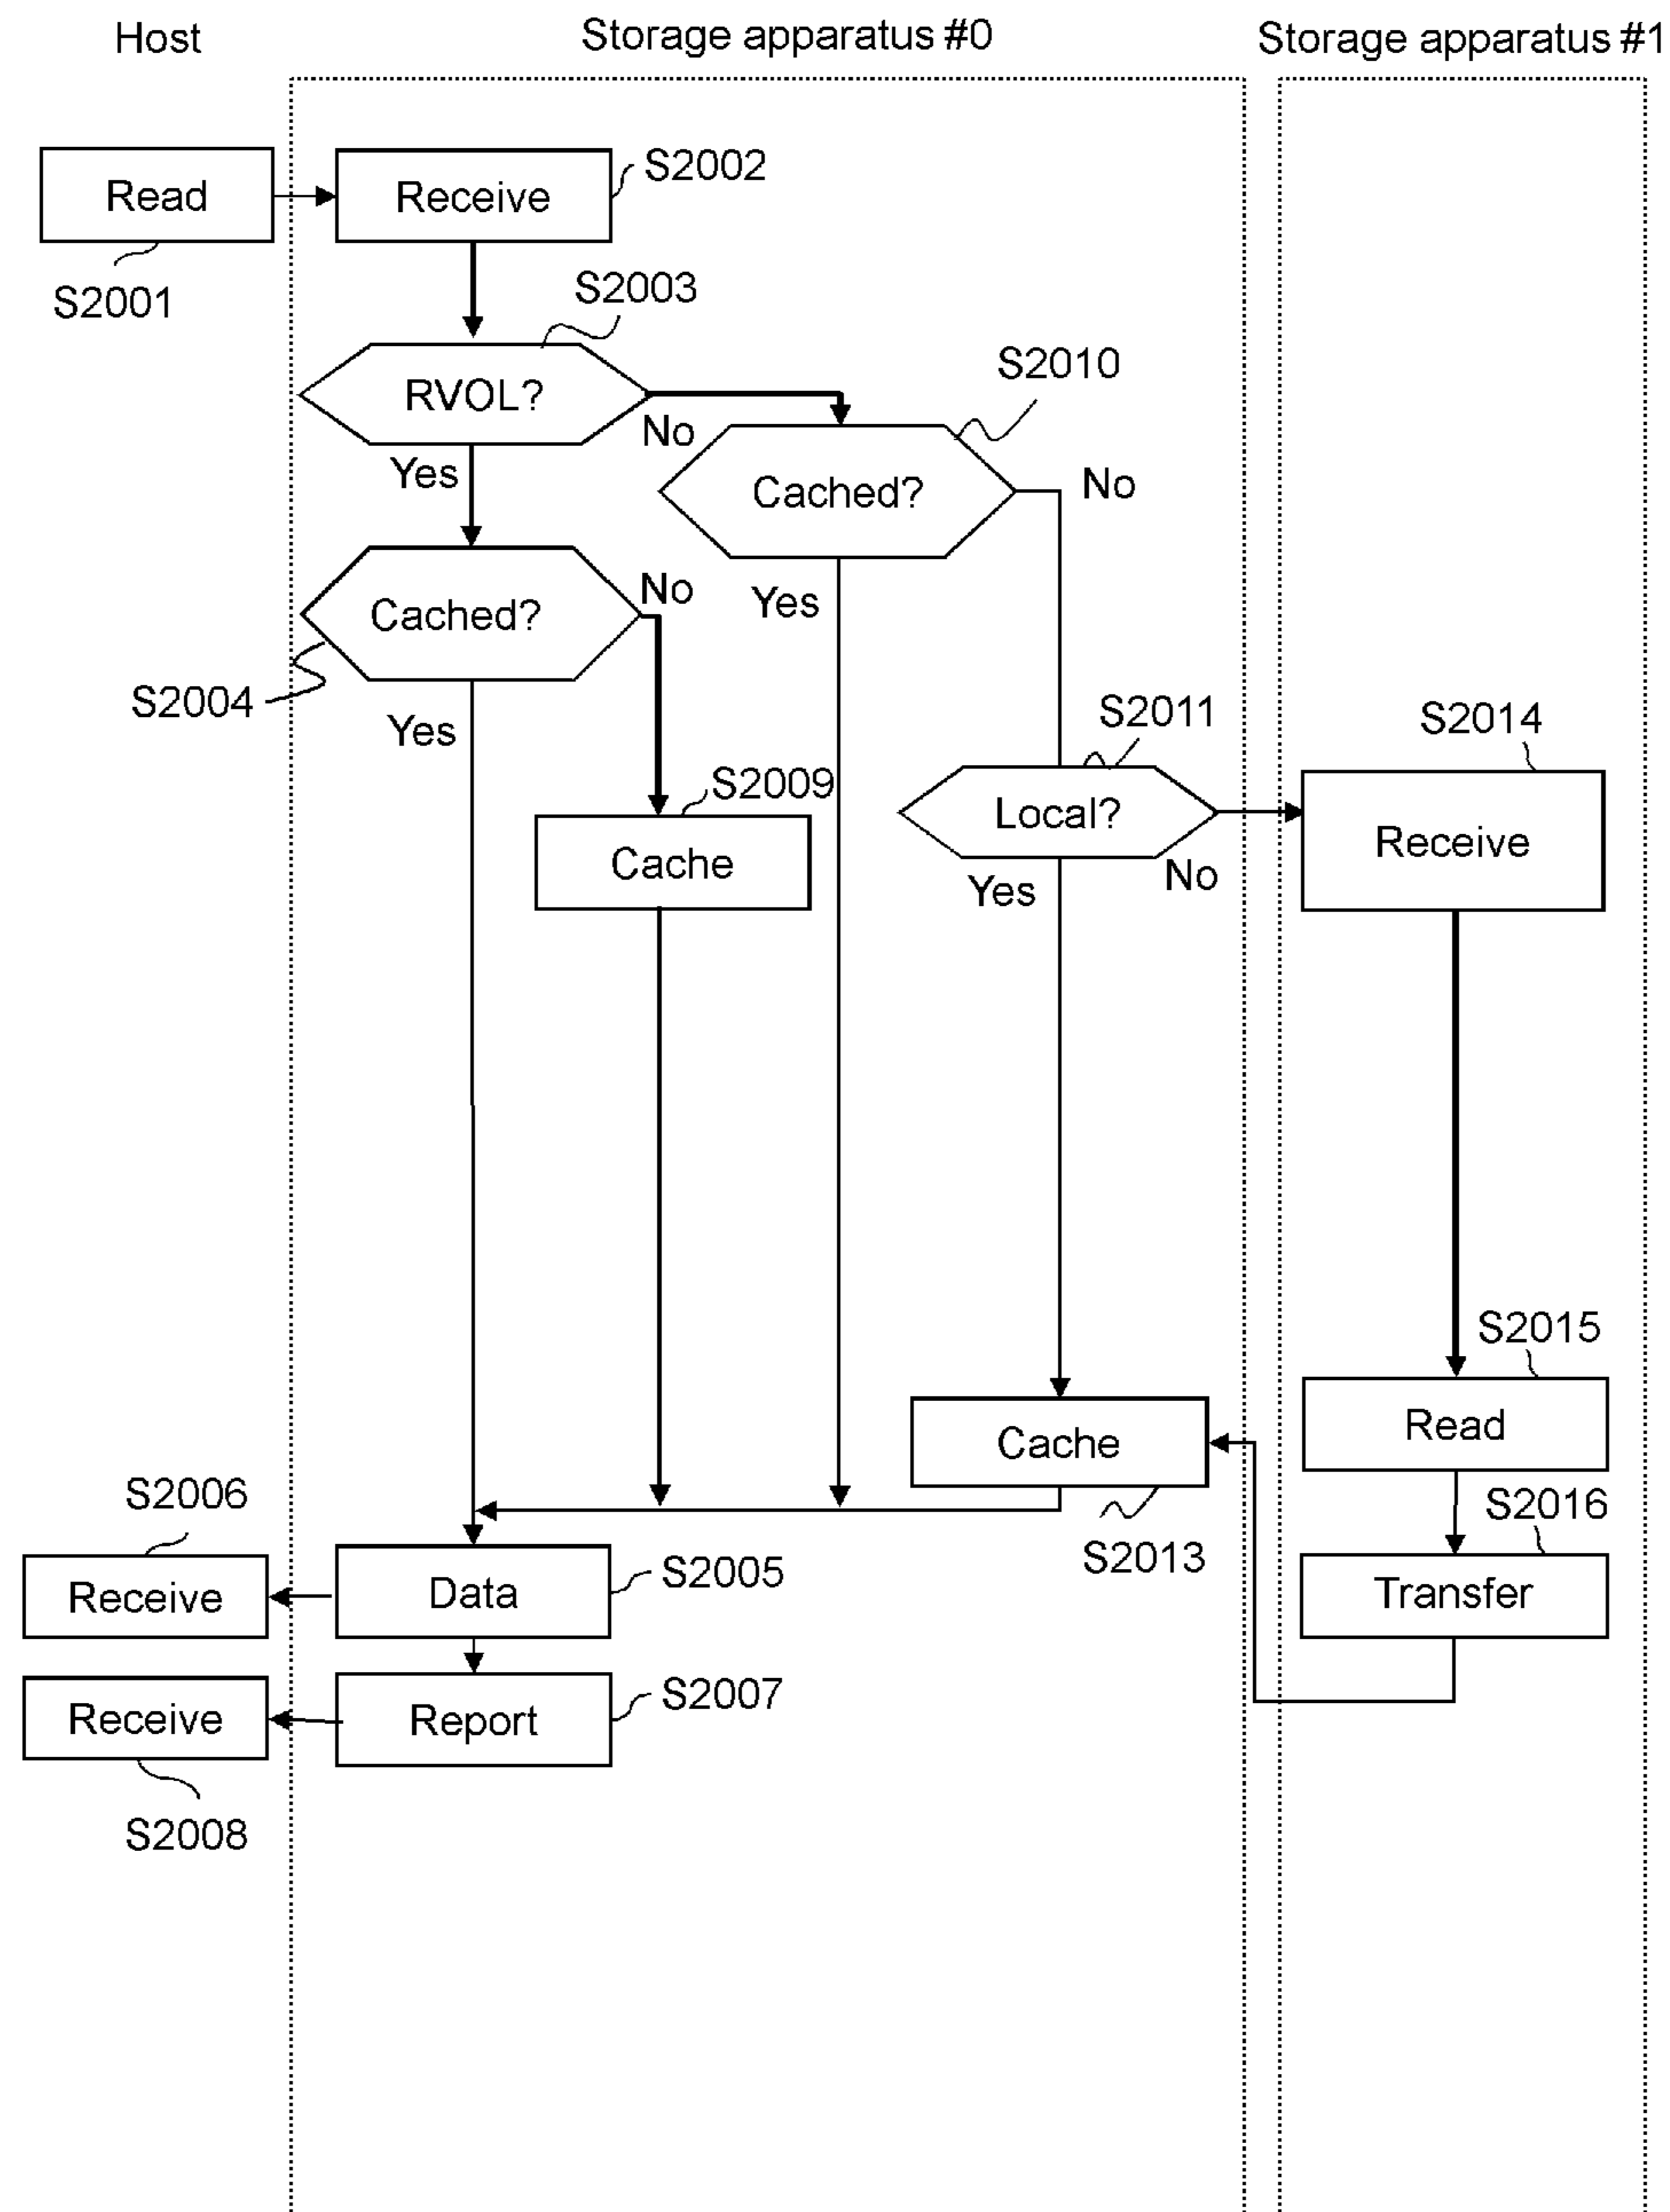 Host
Storage apparatus #0
Storage apparatus #1
Read
Receive
S2002
S2001
S2003
RVOL?
No
S2010
Yes
Cached?
No
Cached?
No
Yes
S2004
Yes
S2009
S2011
S2014
Cache
Local?
Receive
Yes
No
S2015
Cache
Read
S2006
S2016
S2013
Receive
Data
S2005
Transfer
Receive
Report
S2007
S2008